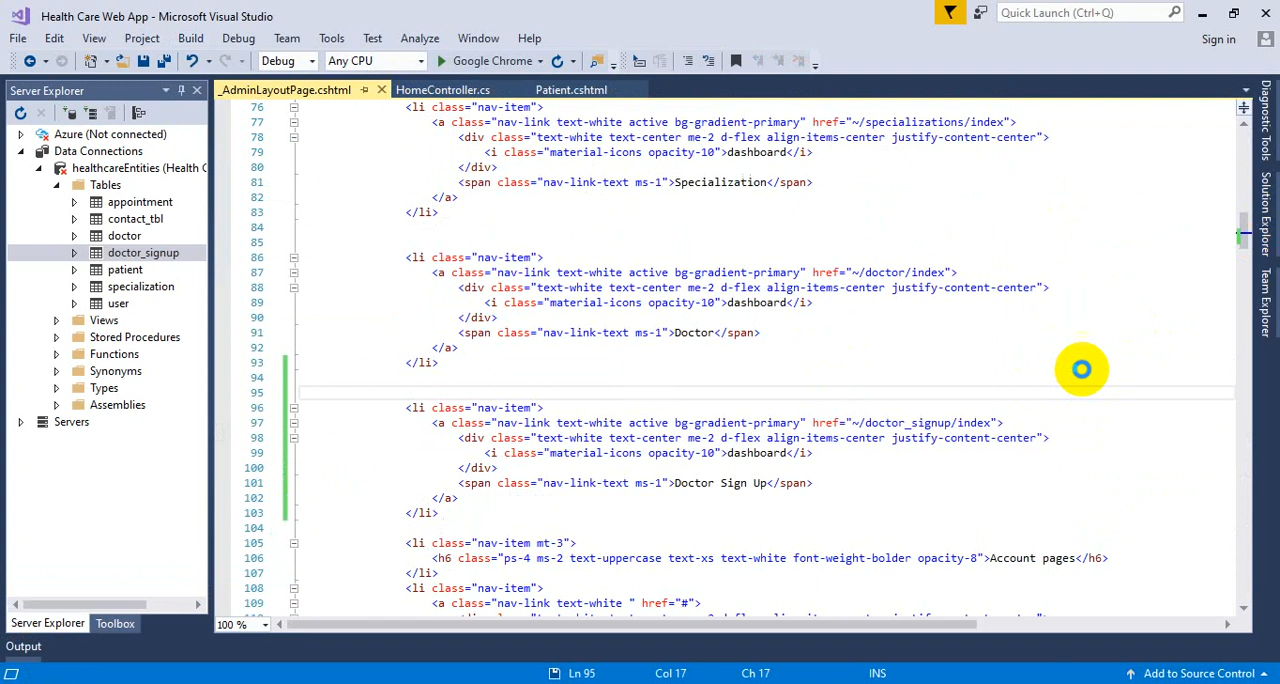 Health Care Web App - Microsoft Visual Studio
Quick Launch (Ctrl+Q)
File Edit View Project Build Debug Team Tools Test Analyze Window Help
Sign in
Debug Any CPU Google Chrome
Server Explorer
_AdminLayoutPage.cshtml HomeController.cs Patient.cshtml
Azure (Not connected)
Data Connections
healthcareEntities (Health C
Tables
appointment
contact_tbl
doctor
doctor_signup
patient
specialization
user
Views
Stored Procedures
Functions
Synonyms
Types
Assemblies
Servers
Server Explorer Toolbox
76 <li class="nav-item">
77 <a class="nav-link text-white active bg-gradient-primary" href="~/specializations/index">
78 <div class="text-white text-center me-2 d-flex align-items-center justify-content-center">
79 <i class="material-icons opacity-10">dashboard</i>
80 </div>
81 <span class="nav-link-text ms-1">Specialization</span>
82 </a>
83 </li>
84
85
86 <li class="nav-item">
87 <a class="nav-link text-white active bg-gradient-primary" href="~/doctor/index">
88 <div class="text-white text-center me-2 d-flex align-items-center justify-content-center">
89 <i class="material-icons opacity-10">dashboard</i>
90 </div>
91 <span class="nav-link-text ms-1">Doctor</span>
92 </a>
93 </li>
94
95
96 <li class="nav-item">
97 <a class="nav-link text-white active bg-gradient-primary" href="~/doctor_signup/index">
98 <div class="text-white text-center me-2 d-flex align-items-center justify-content-center">
99 <i class="material-icons opacity-10">dashboard</i>
100 </div>
101 <span class="nav-link-text ms-1">Doctor Sign Up</span>
102 </a>
103 </li>
104
105 <li class="nav-item mt-3">
106 <h6 class="ps-4 ms-2 text-uppercase text-xs text-white font-weight-bolder opacity-8">Account pages</h6>
107 </li>
108 <li class="nav-item">
109 <a class="nav-link text-white " href="#">
100 %
Diagnostic Tools
Solution Explorer
Team Explorer
Output
Ln 95 Col 17 Ch 17 INS Add to Source Control